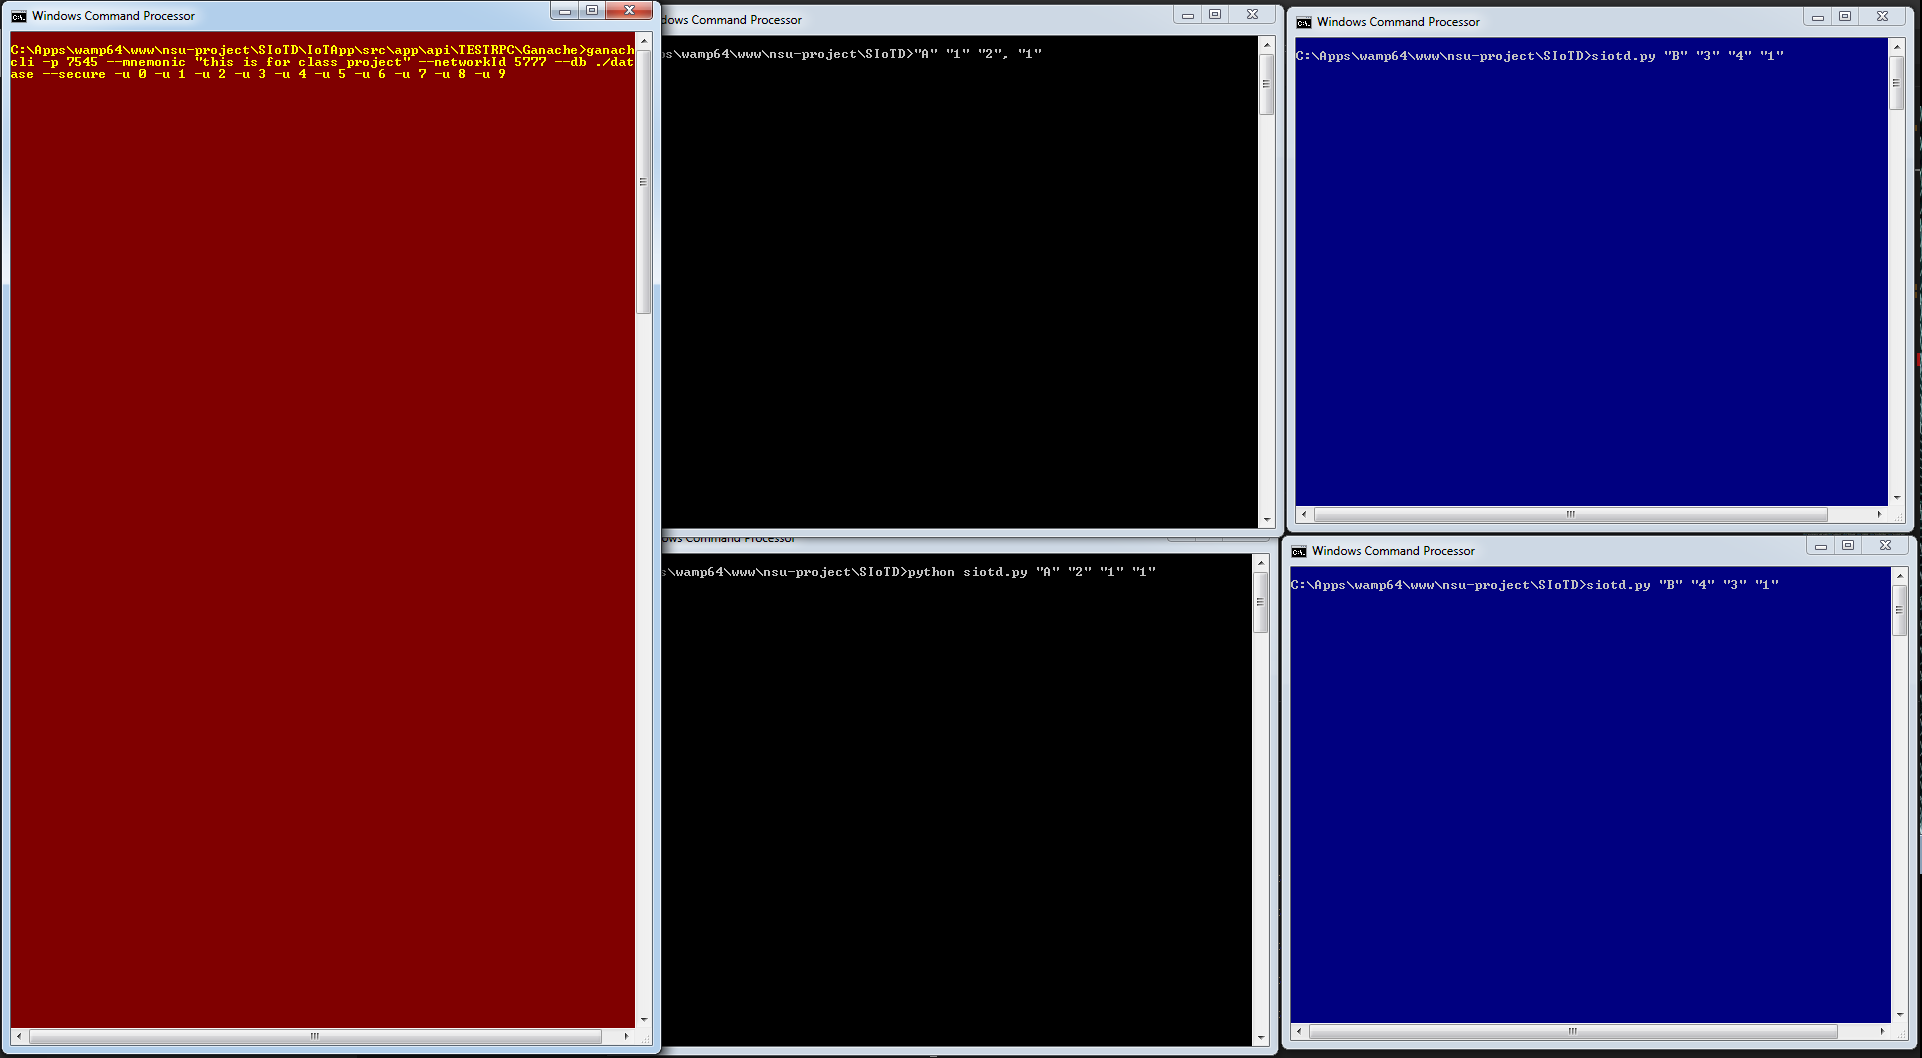 Windows Command Processor
C:\Apps\wamp64\www\nsu-project\SIoTD\IoTApp\src\app\api\TESTRPC\Ganache>ganach
cli -p 7545 --mnemonic "this is for class project" --networkId 5777 --db ./dat
ase --secure -u 0 -u 1 -u 2 -u 3 -u 4 -u 5 -u 6 -u 7 -u 8 -u 9
dows Command Processor
ps\wamp64\www\nsu-project\SIoTD>"A" "1" "2", "1"
Windows Command Processor
C:\Apps\wamp64\www\nsu-project\SIoTD>siotd.py "B" "3" "4" "1"
ows Command Processor
s\wamp64\www\nsu-project\SIoTD>python siotd.py "A" "2" "1" "1"
Windows Command Processor
C:\Apps\wamp64\www\nsu-project\SIoTD>siotd.py "B" "4" "3" "1"